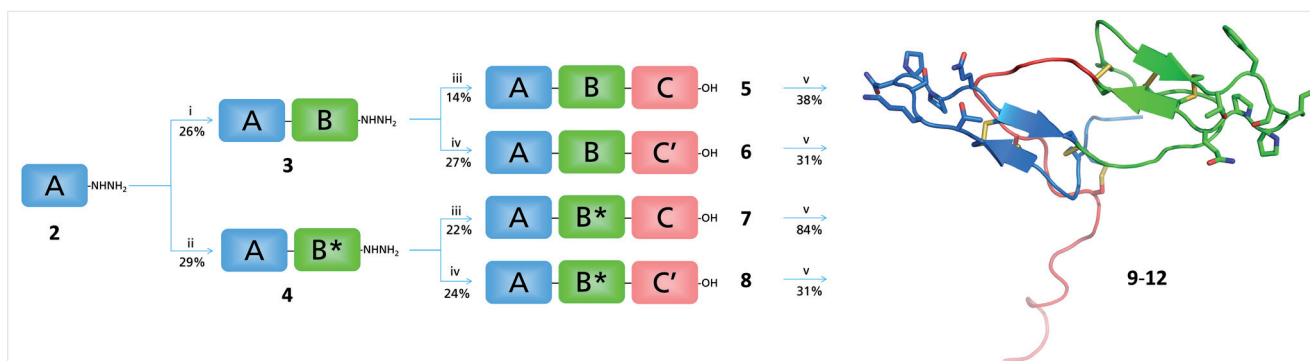 A -NHNH₂
2
i
26%
ii
29%
A B -NHNH₂
3
A B* -NHNH₂
4
iii
14%
iv
27%
iii
22%
iv
24%
A B C -OH 5
A B C′ -OH 6
A B* C -OH 7
A B* C′ -OH 8
v
38%
v
31%
v
84%
v
31%
9-12